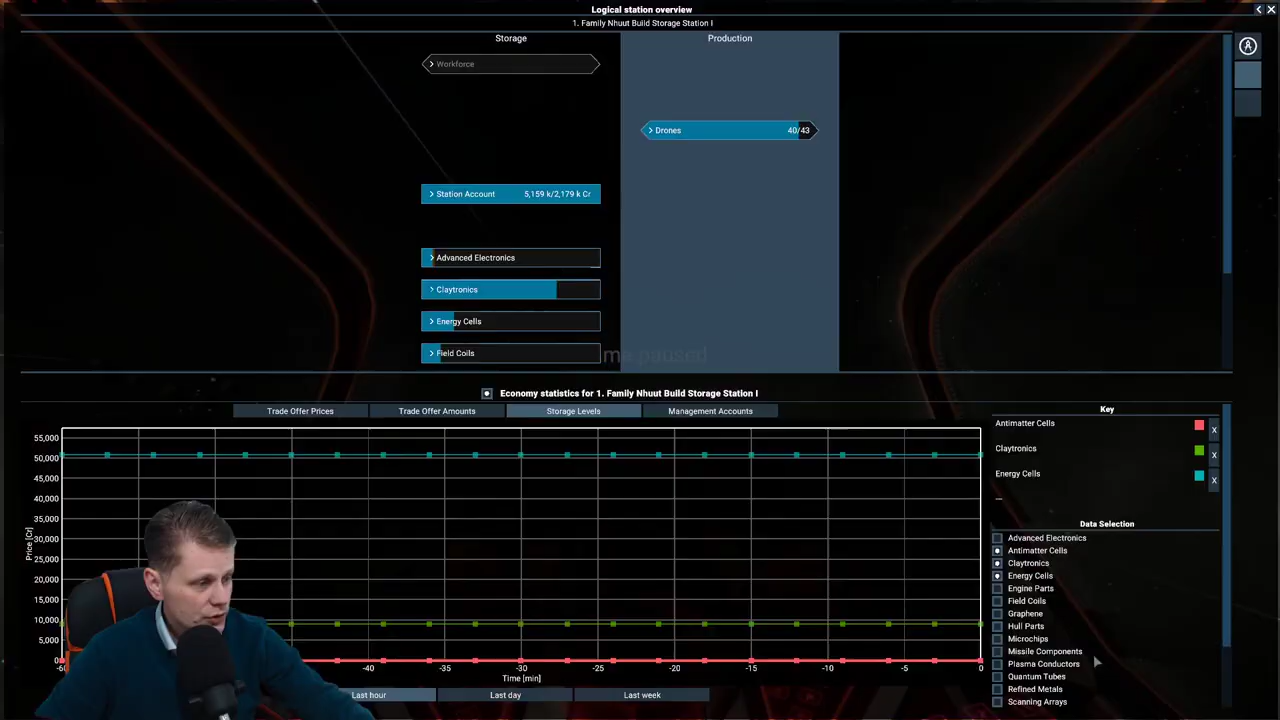 Logical station overview
1. Family Nhuut Build Storage Station I
Storage
Production
Workforce
Drones 40/43
Station Account 5,159 k/2,179 k Cr
Advanced Electronics
Claytronics
Energy Cells
Field Coils
me paused
Economy statistics for 1. Family Nhuut Build Storage Station I
Trade Offer Prices
Trade Offer Amounts
Storage Levels
Management Accounts
55,000
50,000
45,000
40,000
35,000
30,000
25,000
20,000
15,000
10,000
5,000
0
Price [Cr]
-40
-35
-30
-25
-20
-15
-10
-5
0
Time [min]
Last hour
Last day
Last week
Key
Antimatter Cells X
Claytronics X
Energy Cells X
Data Selection
Advanced Electronics
Antimatter Cells
Claytronics
Energy Cells
Engine Parts
Field Coils
Graphene
Hull Parts
Microchips
Missile Components
Plasma Conductors
Quantum Tubes
Refined Metals
Scanning Arrays